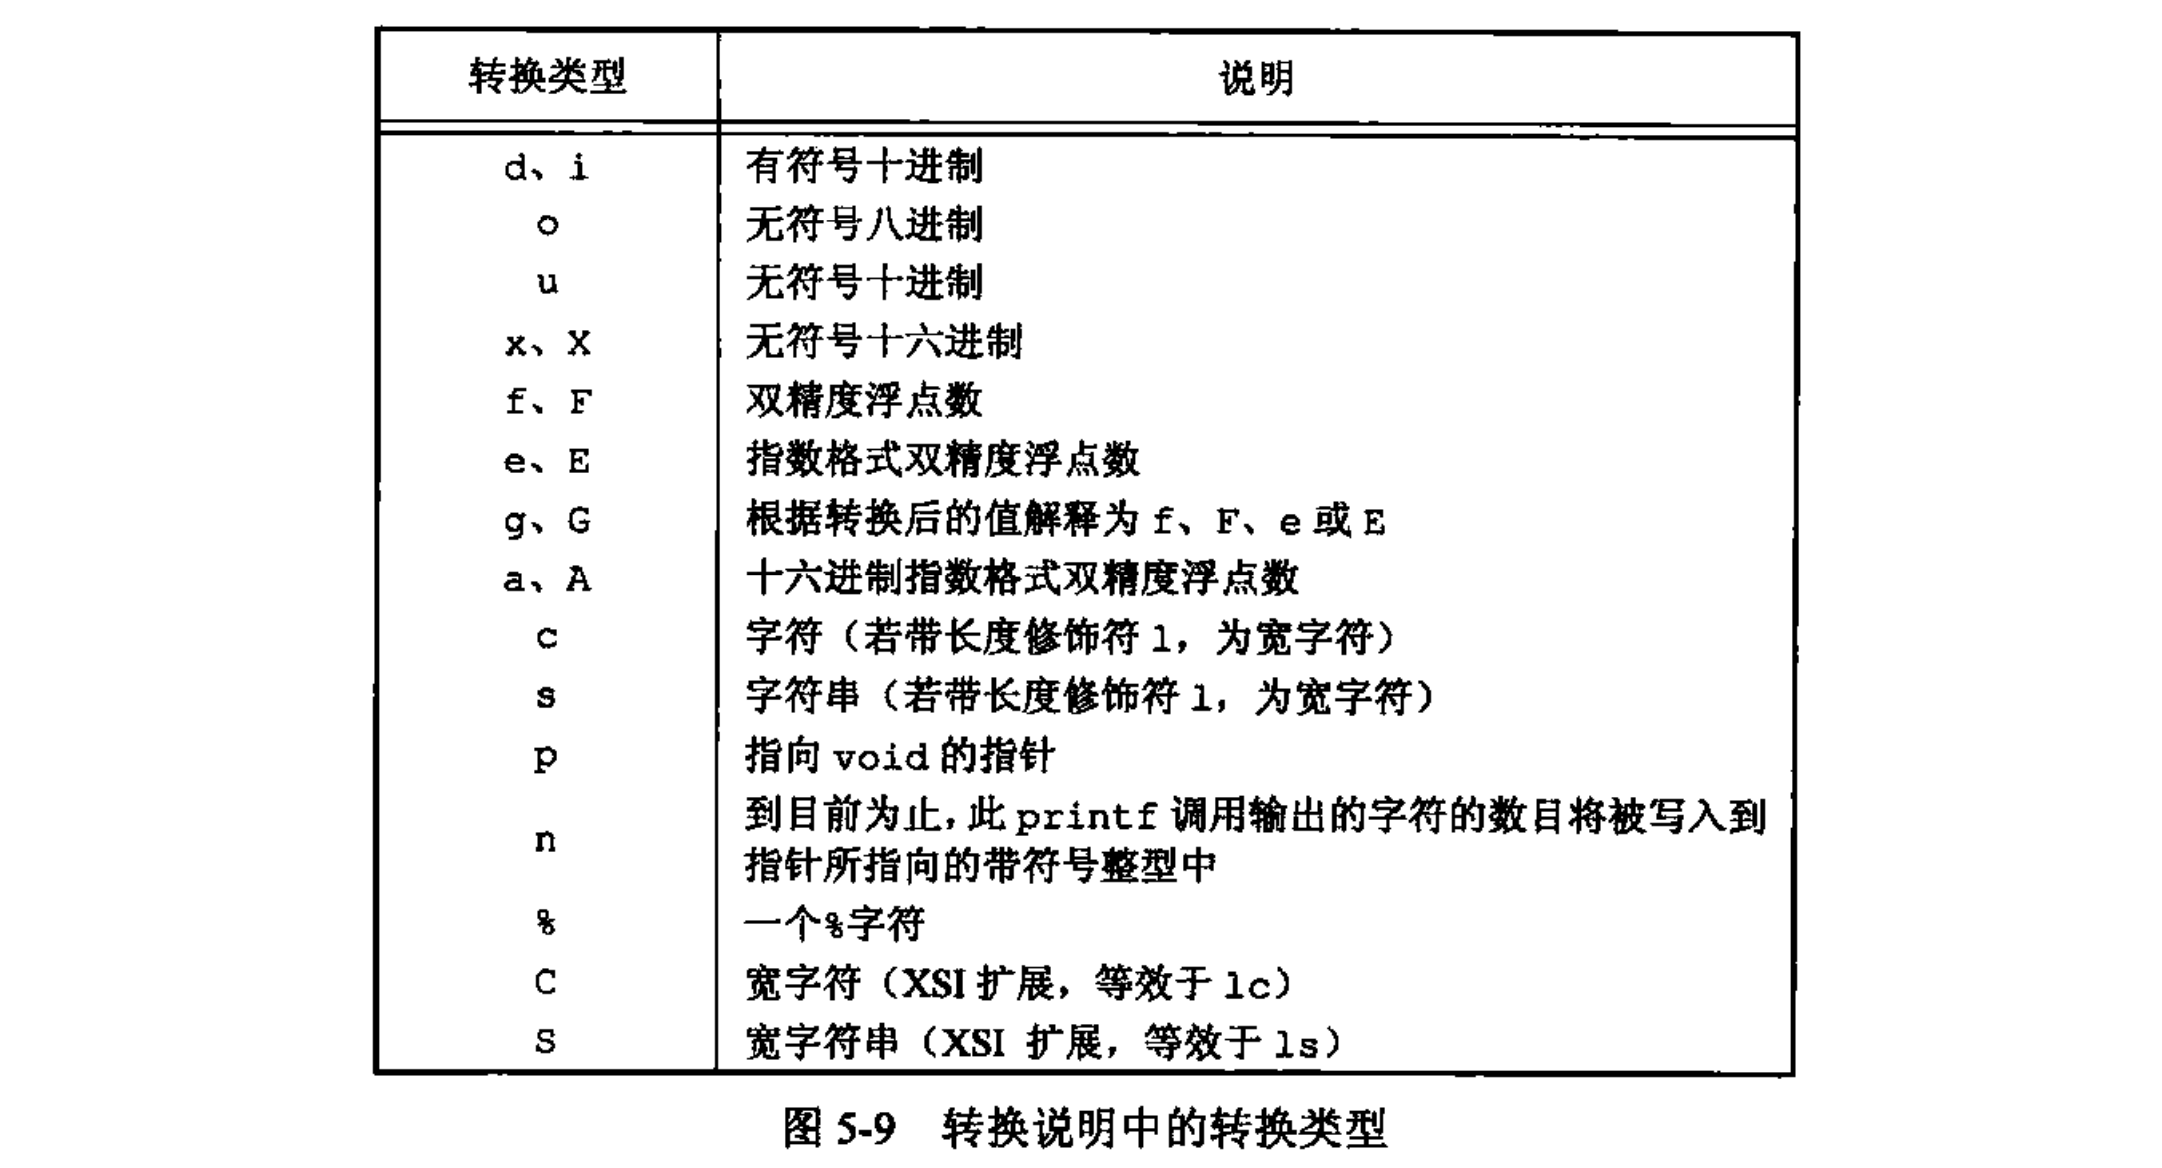 转换类型 说明
d、i 有符号十进制
o 无符号八进制
u 无符号十进制
x、X 无符号十六进制
f、F 双精度浮点数
e、E 指数格式双精度浮点数
g、G 根据转换后的值解释为 f、F、e 或 E
a、A 十六进制指数格式双精度浮点数
c 字符（若带长度修饰符 l，为宽字符）
s 字符串（若带长度修饰符 l，为宽字符）
p 指向 void 的指针
到目前为止，此 printf 调用输出的字符的数目将被写入到
n 指针所指向的带符号整型中
% 一个%字符
C 宽字符（XSI 扩展，等效于 lc）
S 宽字符串（XSI 扩展，等效于 ls）
图 5-9 转换说明中的转换类型